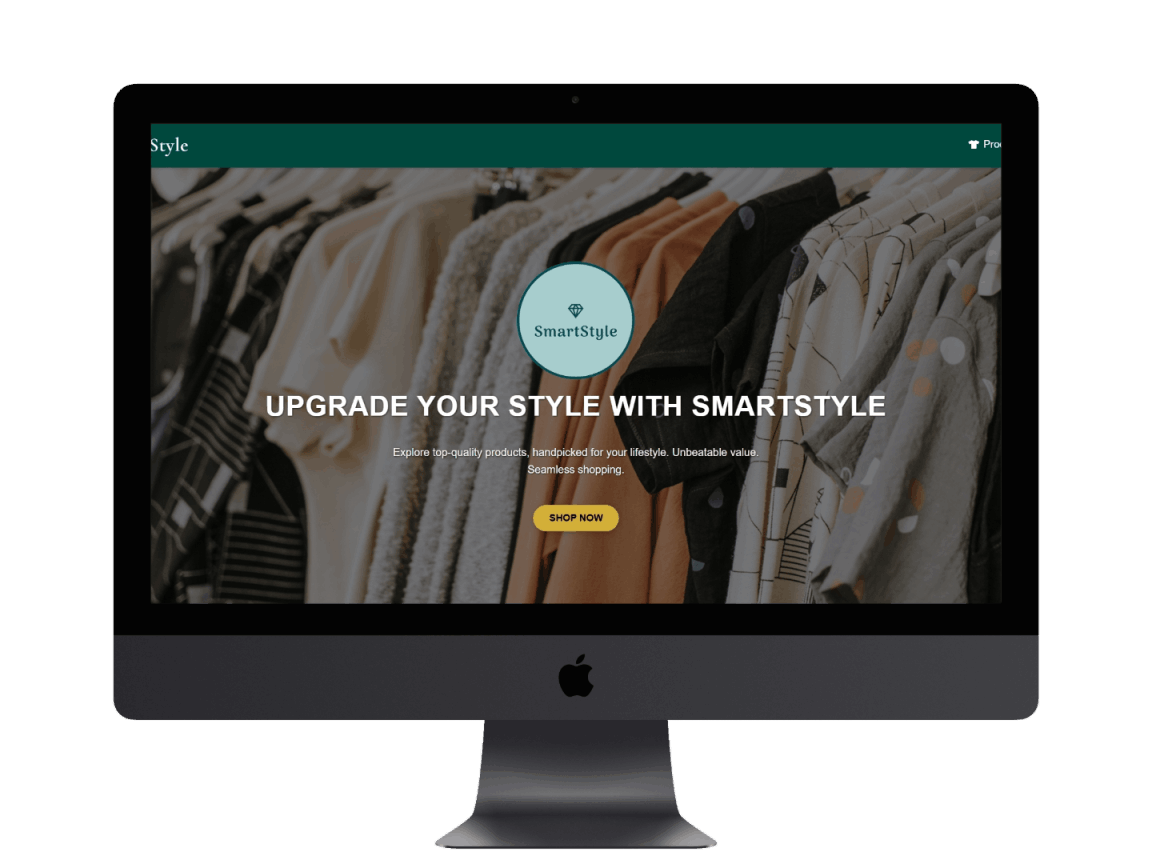 Style
Proc
SmartStyle
UPGRADE YOUR STYLE WITH SMARTSTYLE
Explore top-quality products, handpicked for your lifestyle. Unbeatable value.
Seamless shopping.
SHOP NOW